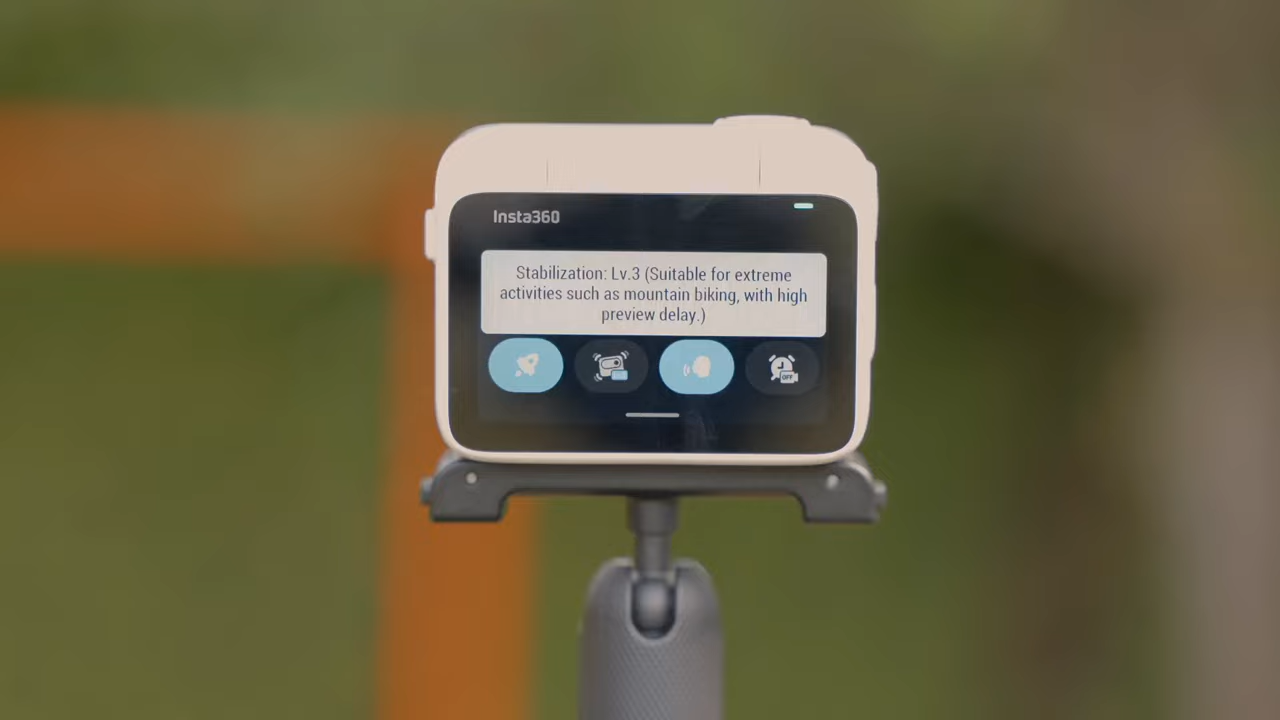 Insta360
Stabilization: Lv.3 (Suitable for extreme
activities such as mountain biking, with high
preview delay.)
OFF